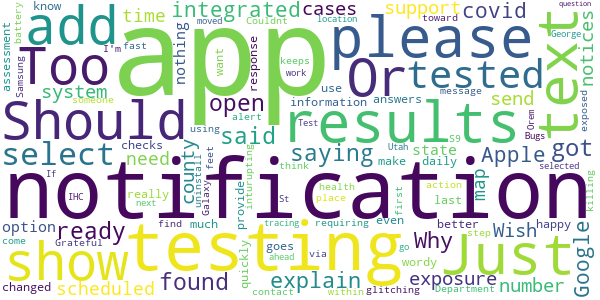 know integrated cases support covid notices
battery moved Couldnt location toward George question
add time app please Or tested text
assessment Samsung I'm fast nothing response want keeps work
Too system someone open information use answers send message exposed
Should alert using said Test results S9 Orem Bugs
select need checks county saying state make daily Apple map got
Utah uninstall Galaxy feet inturupting think
notification
If really next IHC provide St health place action last first selected killing
ready option find much testing Why even better Wish happy Google
come Grateful quickly tracing requiring go wordy step
show goes ahead via exposure Just
changed scheduled found explain number
contact within glitching Department